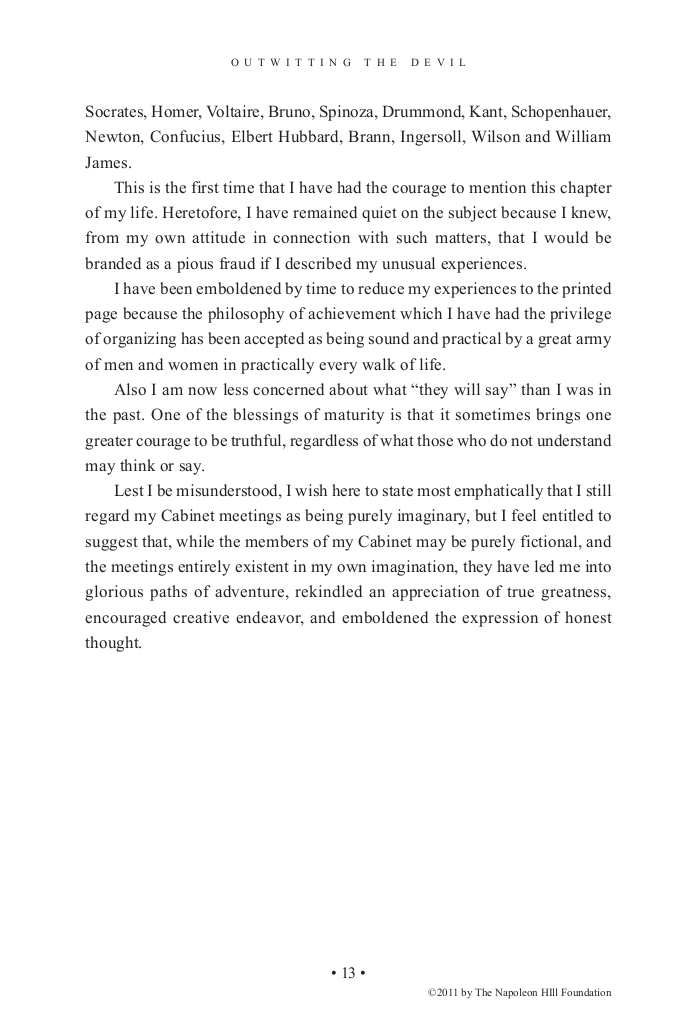 OUTWITTING THE DEVIL
Socrates, Homer, Voltaire, Bruno, Spinoza, Drummond, Kant, Schopenhauer,
Newton, Confucius, Elbert Hubbard, Brann, Ingersoll, Wilson and William
James.
This is the first time that I have had the courage to mention this chapter
of my life. Heretofore, I have remained quiet on the subject because I knew,
from my own attitude in connection with such matters, that I would be
branded as a pious fraud if I described my unusual experiences.
I have been emboldened by time to reduce my experiences to the printed
page because the philosophy of achievement which I have had the privilege
of organizing has been accepted as being sound and practical by a great army
of men and women in practically every walk of life.
Also I am now less concerned about what “they will say” than I was in
the past. One of the blessings of maturity is that it sometimes brings one
greater courage to be truthful, regardless of what those who do not understand
may think or say.
Lest I be misunderstood, I wish here to state most emphatically that I still
regard my Cabinet meetings as being purely imaginary, but I feel entitled to
suggest that, while the members of my Cabinet may be purely fictional, and
the meetings entirely existent in my own imagination, they have led me into
glorious paths of adventure, rekindled an appreciation of true greatness,
encouraged creative endeavor, and emboldened the expression of honest
thought.
• 13 •
©2011 by The Napoleon HIll Foundation